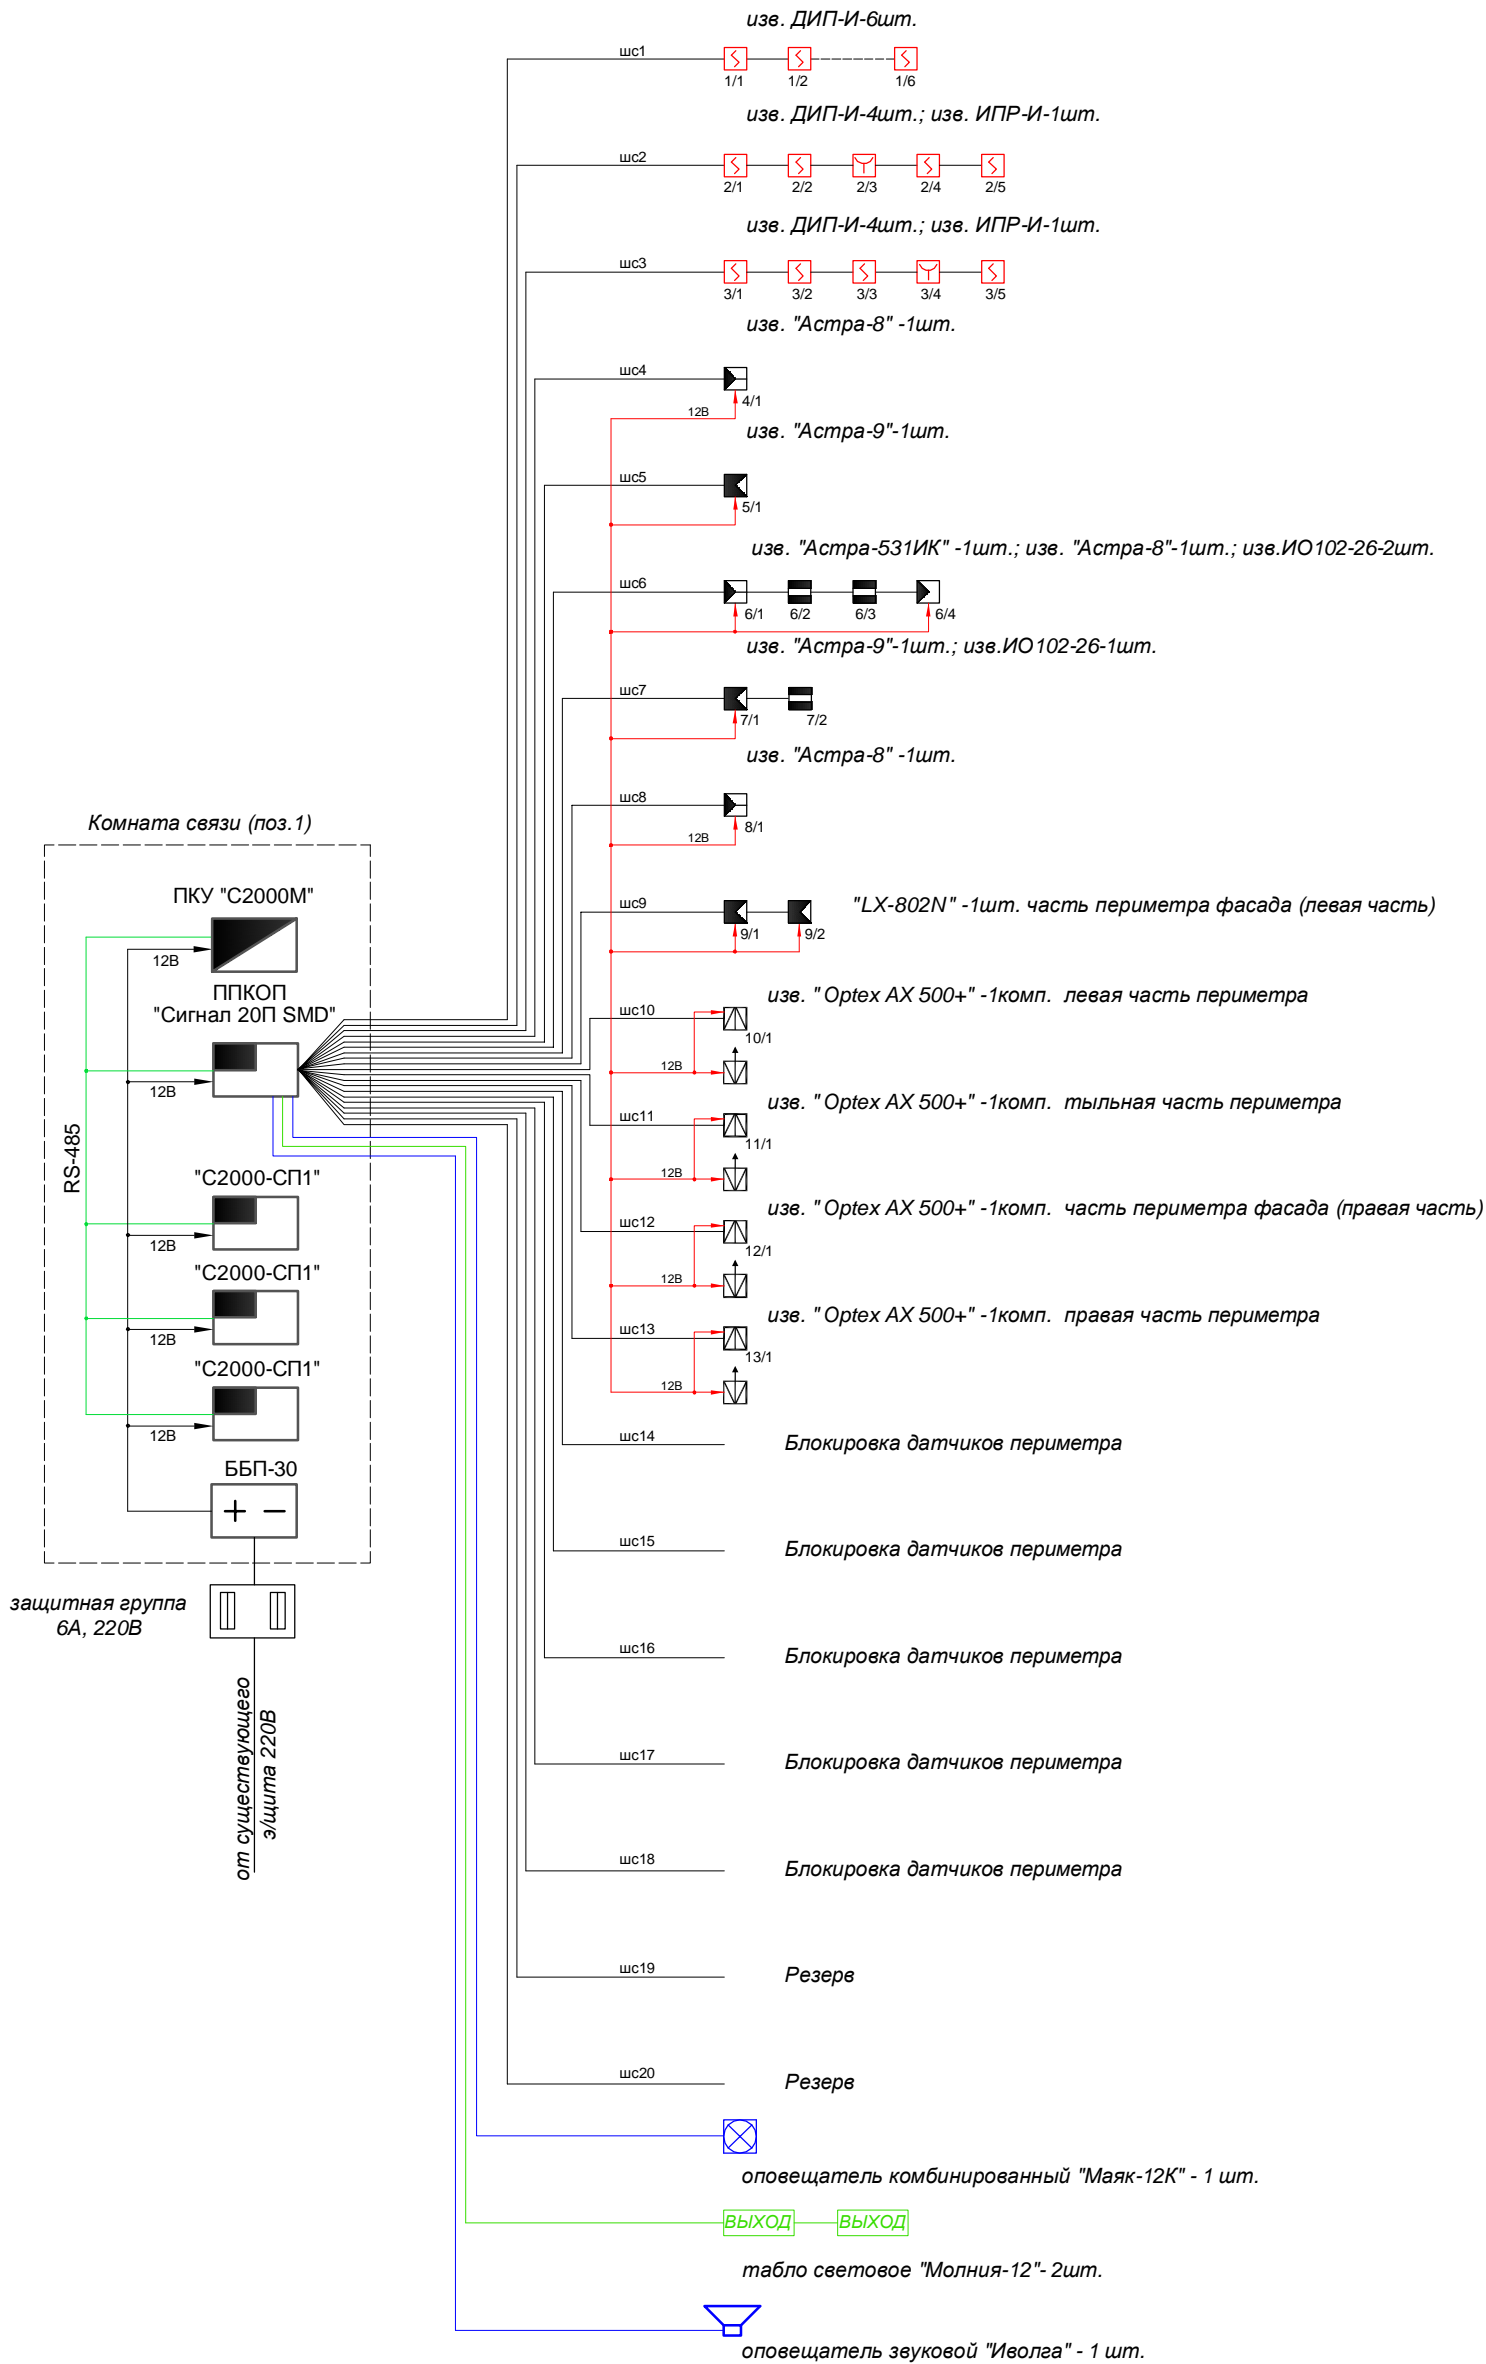 изв. ДИП-И-6шт.
шс1
1/1 1/2 1/6
изв. ДИП-И-4шт.; изв. ИПР-И-1шт.
шс2
2/1 2/2 2/3 2/4 2/5
изв. ДИП-И-4шт.; изв. ИПР-И-1шт.
шс3
3/1 3/2 3/3 3/4 3/5
изв. "Астра-8" -1шт.
шс4
4/1
12В
изв. "Астра-9"-1шт.
шс5
5/1
изв. "Астра-531ИК" -1шт.; изв. "Астра-8"-1шт.; изв.ИО102-26-2шт.
шс6
6/1 6/2 6/3 6/4
изв. "Астра-9"-1шт.; изв.ИО102-26-1шт.
шс7
7/1 7/2
изв. "Астра-8" -1шт.
шс8
8/1
12В
шс9
"LX-802N" -1шт. часть периметра фасада (левая часть)
9/1 9/2
изв. "Optex AX 500+" -1комп. левая часть периметра
шс10
10/1
12В
изв. "Optex AX 500+" -1комп. тыльная часть периметра
шс11
11/1
12В
изв. "Optex AX 500+" -1комп. часть периметра фасада (правая часть)
шс12
12/1
12В
изв. "Optex AX 500+" -1комп. правая часть периметра
шс13
13/1
12В
шс14 Блокировка датчиков периметра
шс15 Блокировка датчиков периметра
шс16 Блокировка датчиков периметра
шс17 Блокировка датчиков периметра
шс18 Блокировка датчиков периметра
шс19 Резерв
шс20 Резерв
оповещатель комбинированный "Маяк-12К" - 1 шт.
ВЫХОД ВЫХОД
табло световое "Молния-12"- 2шт.
оповещатель звуковой "Иволга" - 1 шт.
Комната связи (поз.1)
ПКУ "С2000М"
12В
ППКОП
"Сигнал 20П SMD"
12В
RS-485
"С2000-СП1"
12В
"С2000-СП1"
12В
"С2000-СП1"
12В
ББП-30
+ −
защитная группа
6А, 220В
от существующего
э/щита 220В